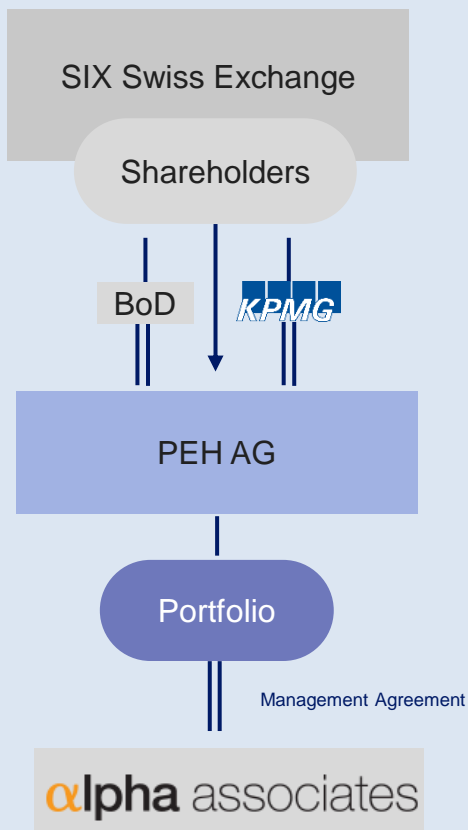 SIX Swiss Exchange
Shareholders
BoD
KPMG
PEH AG
Portfolio
Management Agreement
αlpha associates